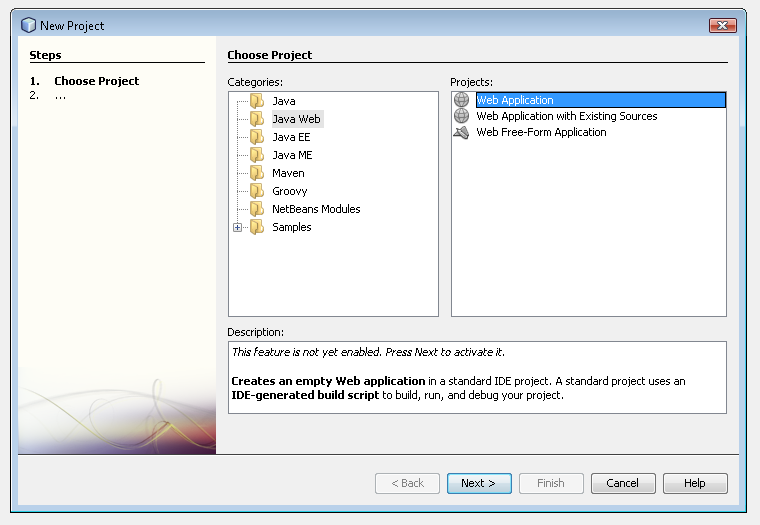 New Project
Steps
1. Choose Project
2. ...
Choose Project
Categories:
Java
Java Web
Java EE
Java ME
Maven
Groovy
NetBeans Modules
Samples
Projects:
Web Application
Web Application with Existing Sources
Web Free-Form Application
Description:
This feature is not yet enabled. Press Next to activate it.
Creates an empty Web application in a standard IDE project. A standard project uses an
IDE-generated build script to build, run, and debug your project.
< Back Next > Finish Cancel Help